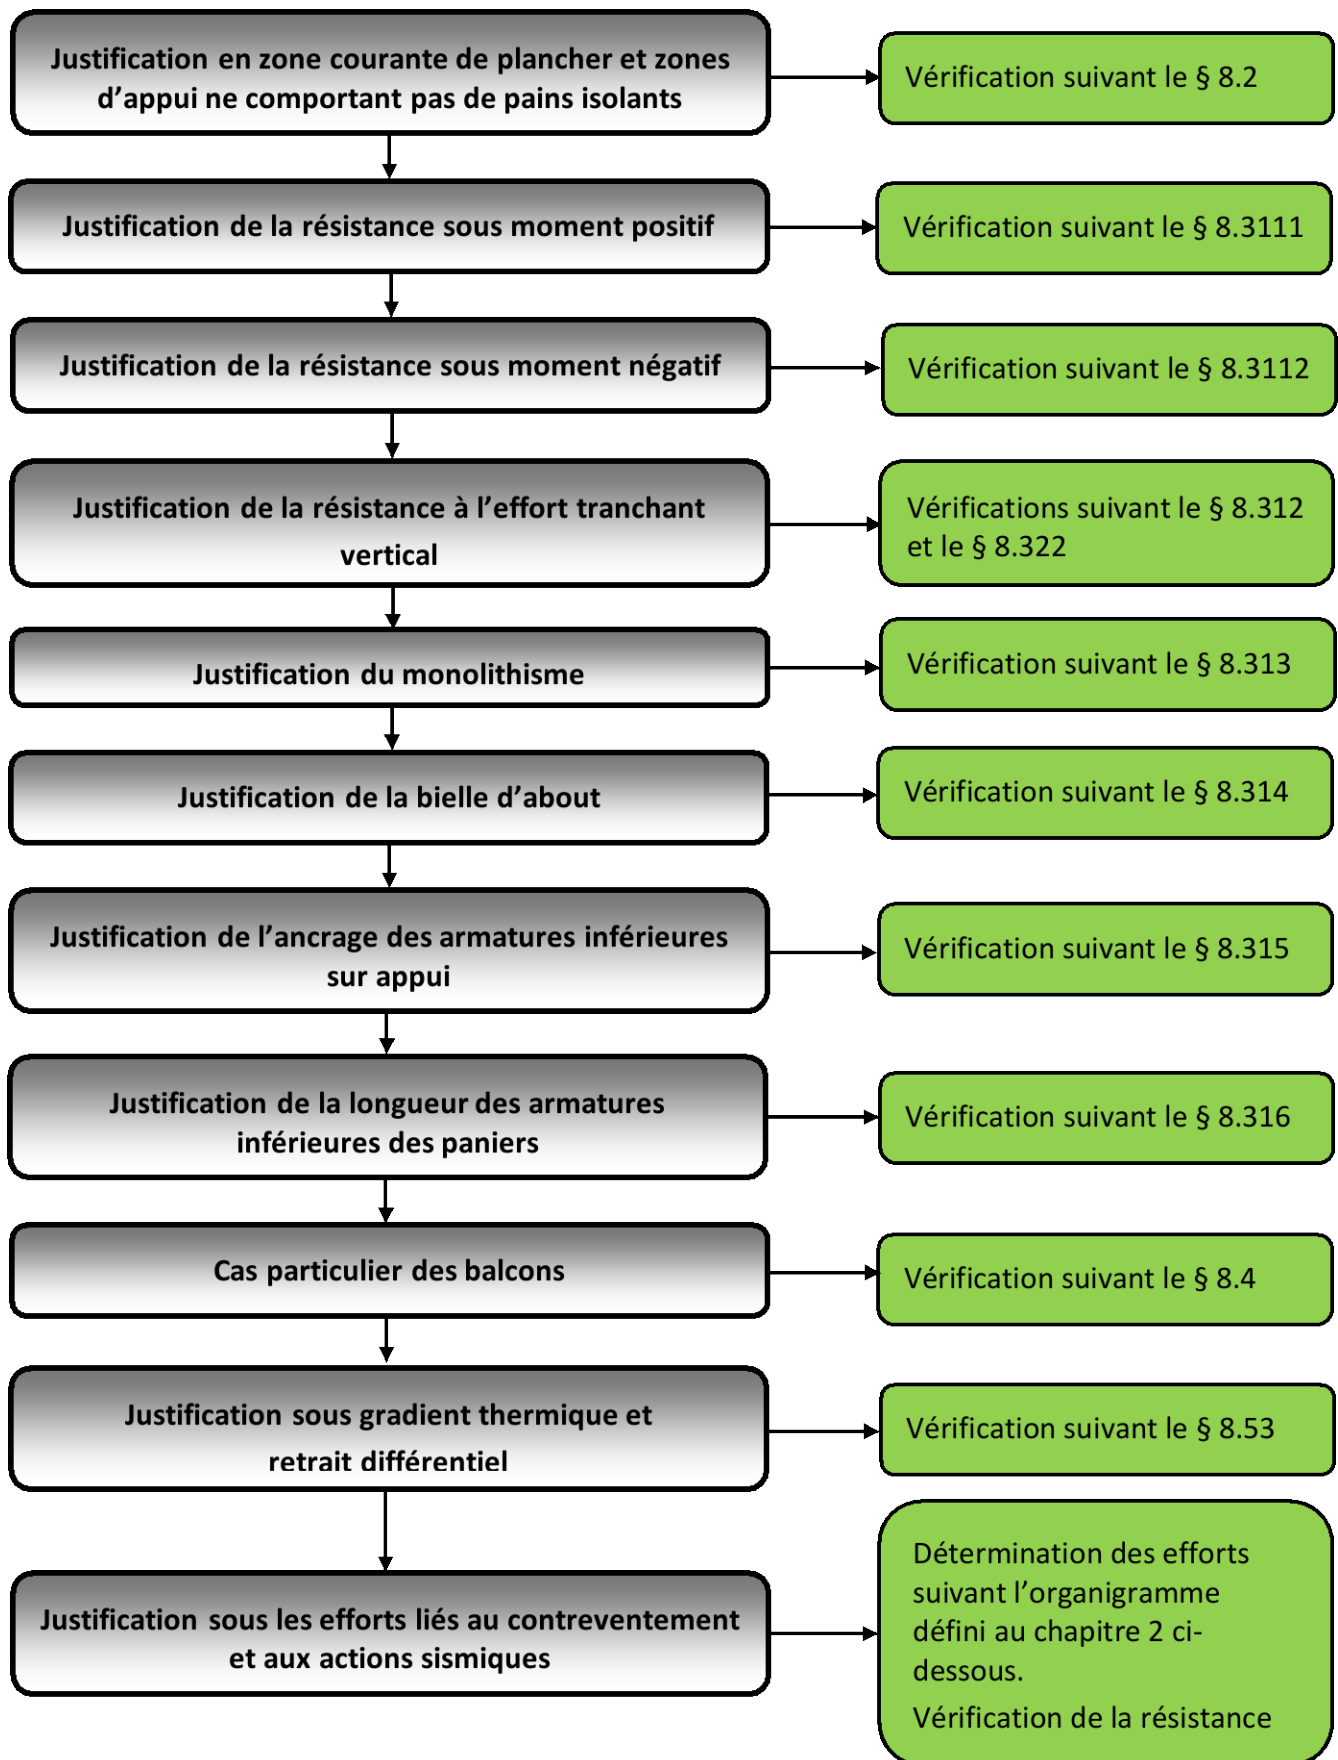 Justification en zone courante de plancher et zones
d'appui ne comportant pas de pains isolants
Vérification suivant le § 8.2
Justification de la résistance sous moment positif
Vérification suivant le § 8.3111
Justification de la résistance sous moment négatif
Vérification suivant le § 8.3112
Justification de la résistance à l'effort tranchant
vertical
Vérifications suivant le § 8.312
et le § 8.322
Justification du monolithisme
Vérification suivant le § 8.313
Justification de la bielle d'about
Vérification suivant le § 8.314
Justification de l'ancrage des armatures inférieures
sur appui
Vérification suivant le § 8.315
Justification de la longueur des armatures
inférieures des paniers
Vérification suivant le § 8.316
Cas particulier des balcons
Vérification suivant le § 8.4
Justification sous gradient thermique et
retrait différentiel
Vérification suivant le § 8.53
Justification sous les efforts liés au contreventement
et aux actions sismiques
Détermination des efforts
suivant l'organigramme
défini au chapitre 2 ci-
dessous.
Vérification de la résistance